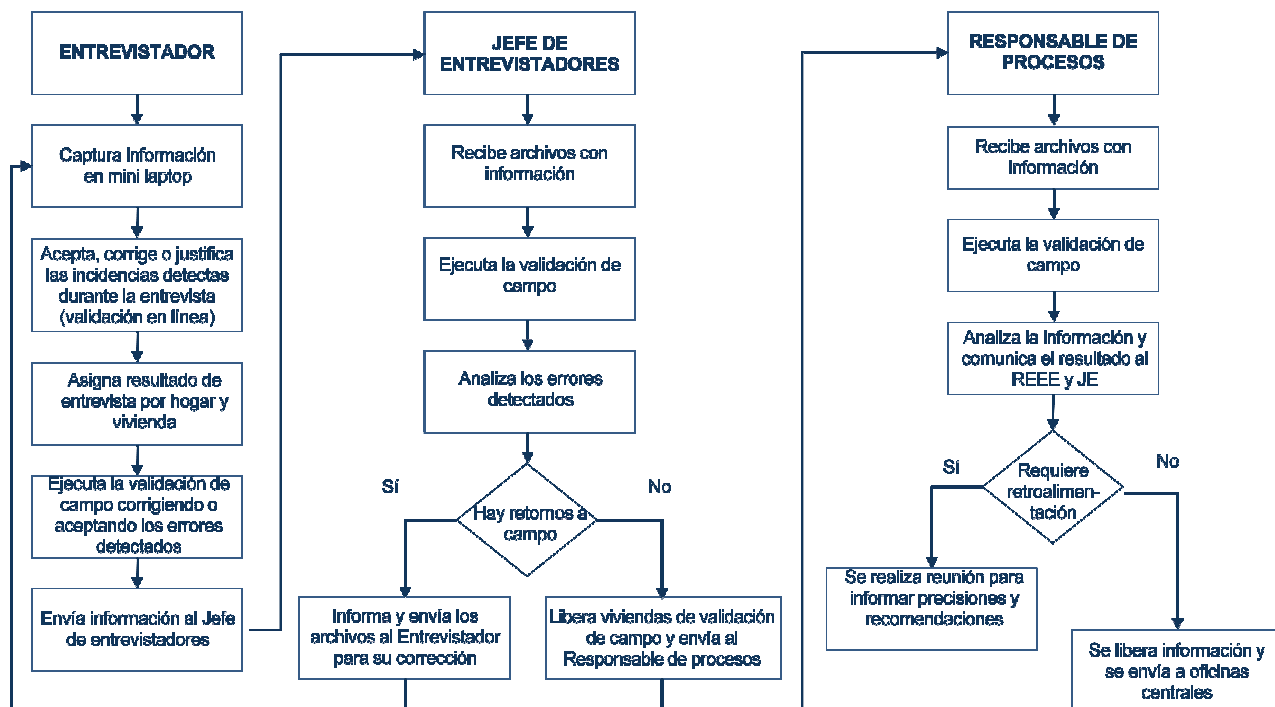 ENTREVISTADOR
Captura Información
en mini laptop
Acepta, corrige o justifica
las incidencias detectas
durante la entrevista
(validación en línea)
Asigna resultado de
entrevista por hogar y
vivienda
Ejecuta la validación de
campo corrigiendo o
aceptando los errores
detectados
Envía información al Jefe
de entrevistadores
JEFE DE
ENTREVISTADORES
Recibe archivos con
información
Ejecuta la validación de
campo
Analiza los errores
detectados
Sí
No
Hay retornos a
campo
Informa y envía los
archivos al Entrevistador
para su corrección
Libera viviendas de validación
de campo y envía al
Responsable de procesos
RESPONSABLE DE
PROCESOS
Recibe archivos con
Información
Ejecuta la validación de
campo
Analiza la Información y
comunica el resultado al
REEE y JE
Sí
No
Requiere
retroalimen-
tación
Se realiza reunión para
informar precisiones y
recomendaciones
Se libera información y
se envía a oficinas
centrales